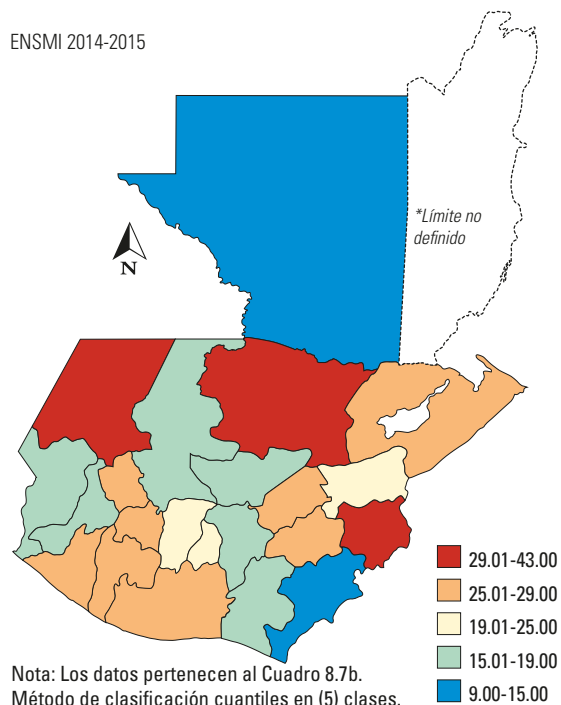 ENSMI 2014-2015
*Límite no
definido
N
29.01-43.00
25.01-29.00
19.01-25.00
15.01-19.00
9.00-15.00
Nota: Los datos pertenecen al Cuadro 8.7b.
Método de clasificación cuantiles en (5) clases.